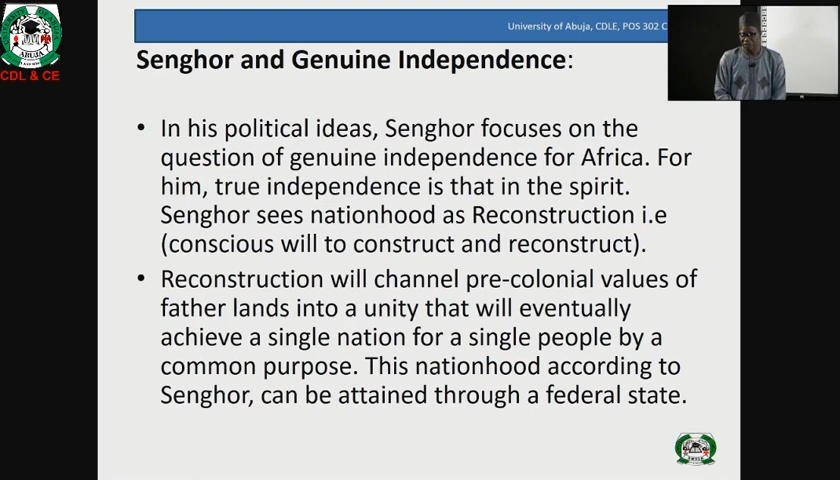 University of Abuja, CDLE, POS 302 C
CDL & CE
Senghor and Genuine Independence:
• In his political ideas, Senghor focuses on the
question of genuine independence for Africa. For
him, true independence is that in the spirit.
Senghor sees nationhood as Reconstruction i.e
(conscious will to construct and reconstruct).
• Reconstruction will channel pre-colonial values of
father lands into a unity that will eventually
achieve a single nation for a single people by a
common purpose. This nationhood according to
Senghor, can be attained through a federal state.